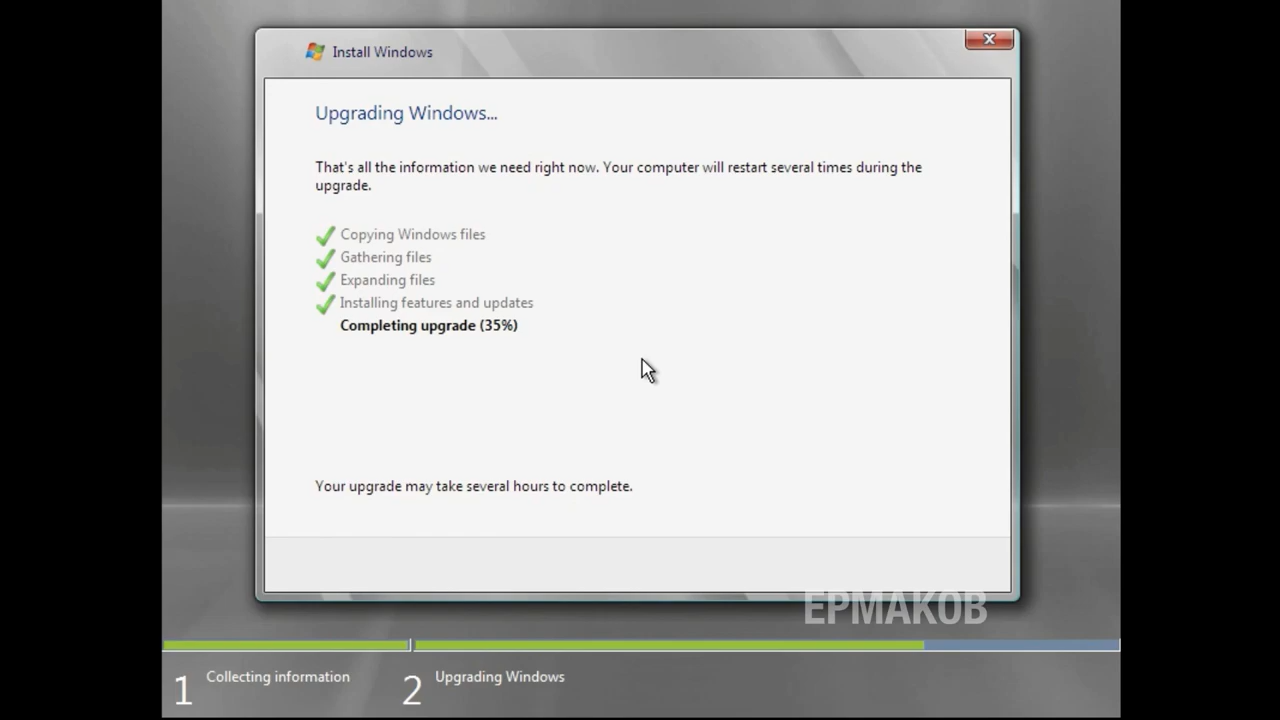 Install Windows
Upgrading Windows...
That's all the information we need right now. Your computer will restart several times during the
upgrade.
Copying Windows files
Gathering files
Expanding files
Installing features and updates
Completing upgrade (35%)
Your upgrade may take several hours to complete.
ЕРМАКОВ
1 Collecting information
2 Upgrading Windows